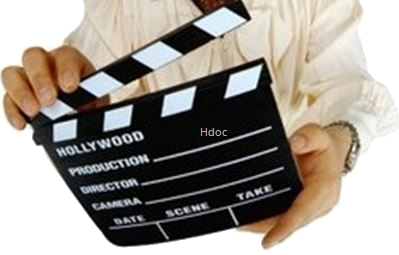 Hdoc
HOLLYWOOD
PRODUCTION
DIRECTOR
CAMERA
DATE SCENE TAKE